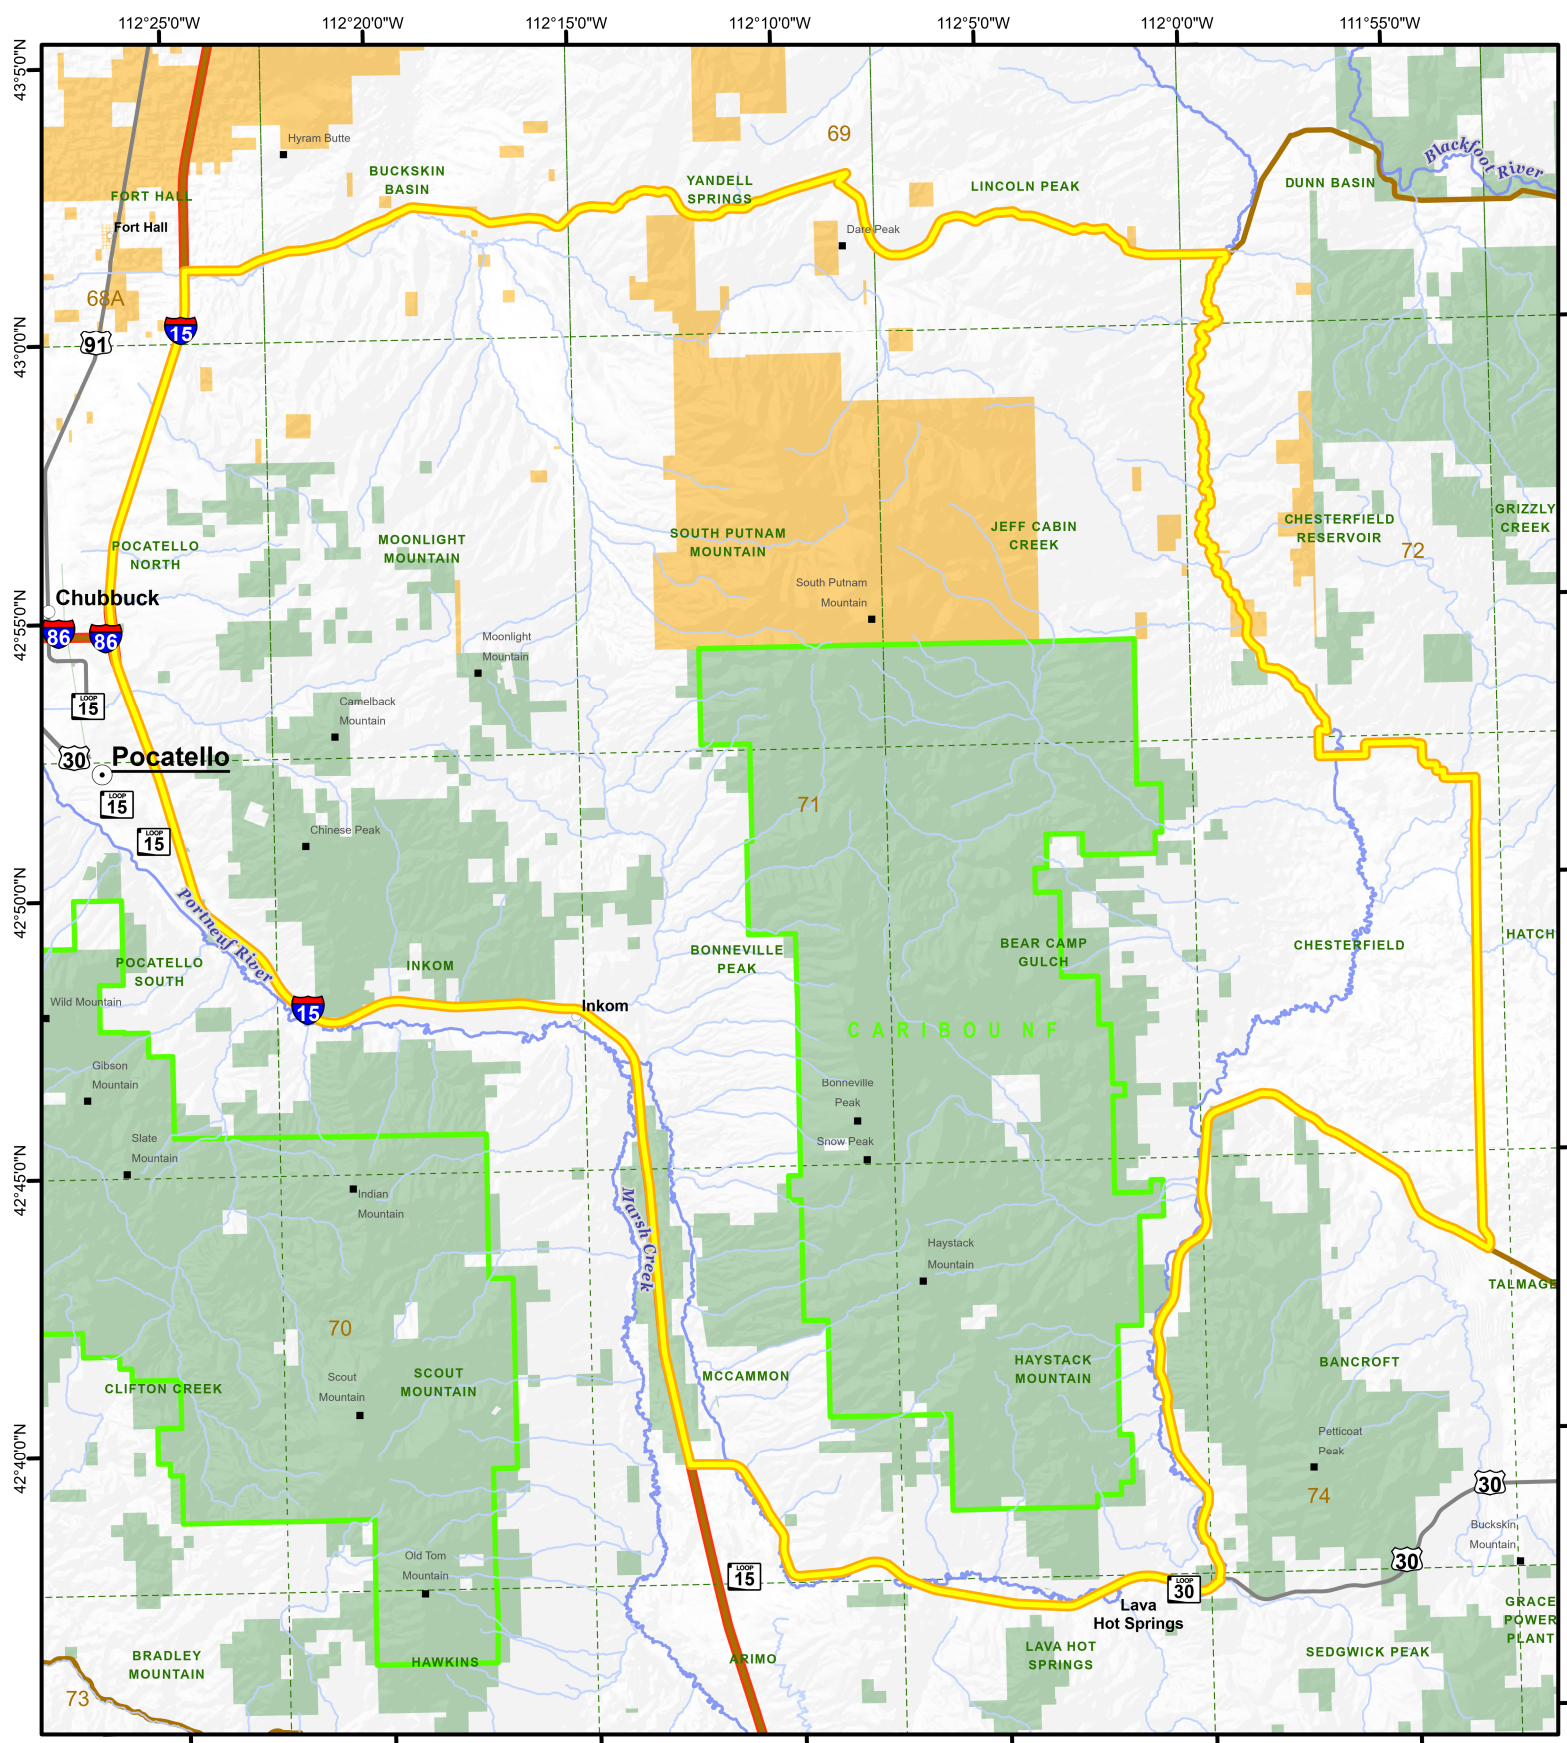 112°25'0"W
112°20'0"W
112°15'0"W
112°10'0"W
112°5'0"W
112°0'0"W
111°55'0"W
43°5'0"N
Hyram Butte
69
Blackfoot River
FORT HALL
BUCKSKIN
BASIN
YANDELL
SPRINGS
LINCOLN PEAK
DUNN BASIN
Fort Hall
Dare Peak
68A
15
91
43°0'0"N
POCATELLO
NORTH
MOONLIGHT
MOUNTAIN
SOUTH PUTNAM
MOUNTAIN
JEFF CABIN
CREEK
CHESTERFIELD
RESERVOIR
72
GRIZZLY
CREEK
South Putnam
Mountain
Chubbuck
86
86
42°55'0"N
Moonlight
Mountain
LOOP
15
Camelback
Mountain
30
Pocatello
LOOP
15
LOOP
15
71
Chinese Peak
42°50'0"N
Portneuf River
POCATELLO
SOUTH
INKOM
BONNEVILLE
PEAK
BEAR CAMP
GULCH
CHESTERFIELD
HATCH
Wild Mountain
15
Inkom
CARIBOU NF
Gibson
Mountain
Bonneville
Peak
Snow Peak
Slate
Mountain
42°45'0"N
Indian
Mountain
Marsh Creek
Haystack
Mountain
TALMAGE
70
Scout
Mountain
SCOUT
MOUNTAIN
CLIFTON CREEK
MCCAMMON
HAYSTACK
MOUNTAIN
BANCROFT
Petticoat
Peak
42°40'0"N
74
30
Buckskin
Mountain
Old Tom
Mountain
LOOP
15
30
LOOP
30
Lava
Hot Springs
GRACE
POWER
PLANT
BRADLEY
MOUNTAIN
HAWKINS
ARIMO
LAVA HOT
SPRINGS
SEDGWICK PEAK
73